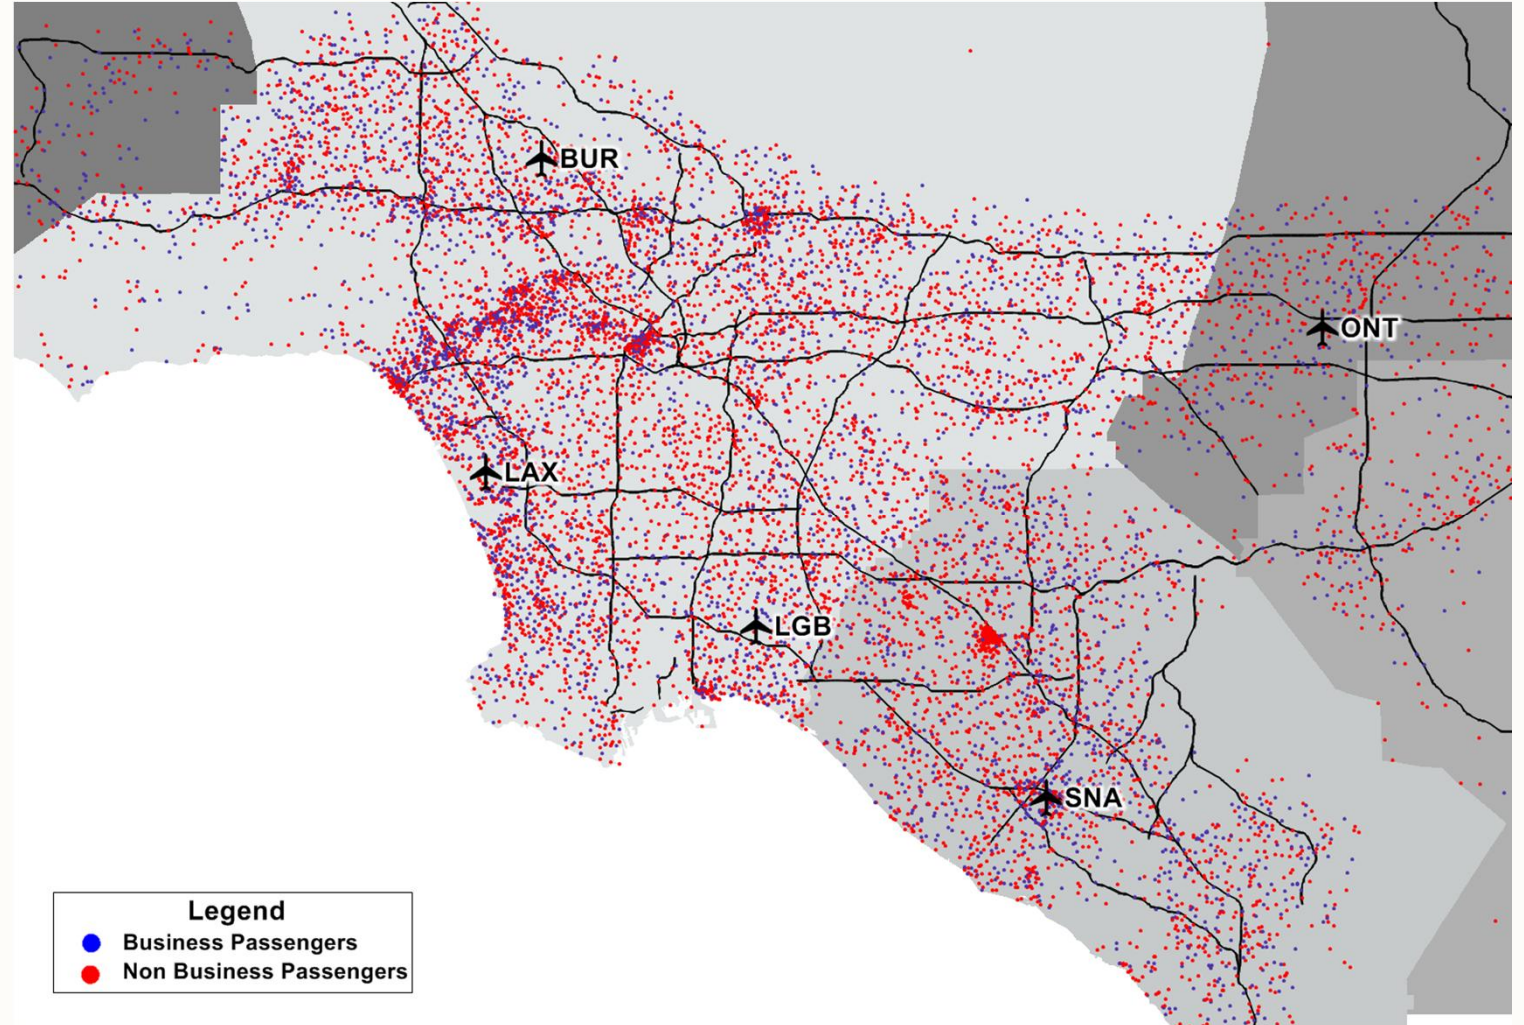 BUR
ONT
LAX
LGB
SNA
Legend
Business Passengers
Non Business Passengers